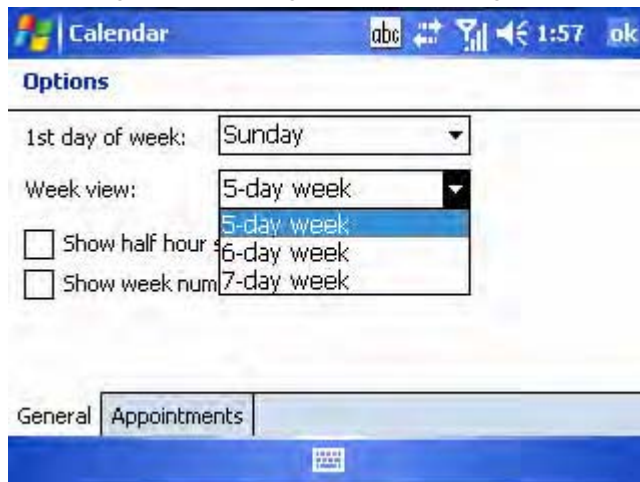 Calendar abc 1:57 ok
Options
1st day of week: Sunday
Week view: 5-day week
5-day week
Show half hour 6-day week
Show week num 7-day week
General Appointments